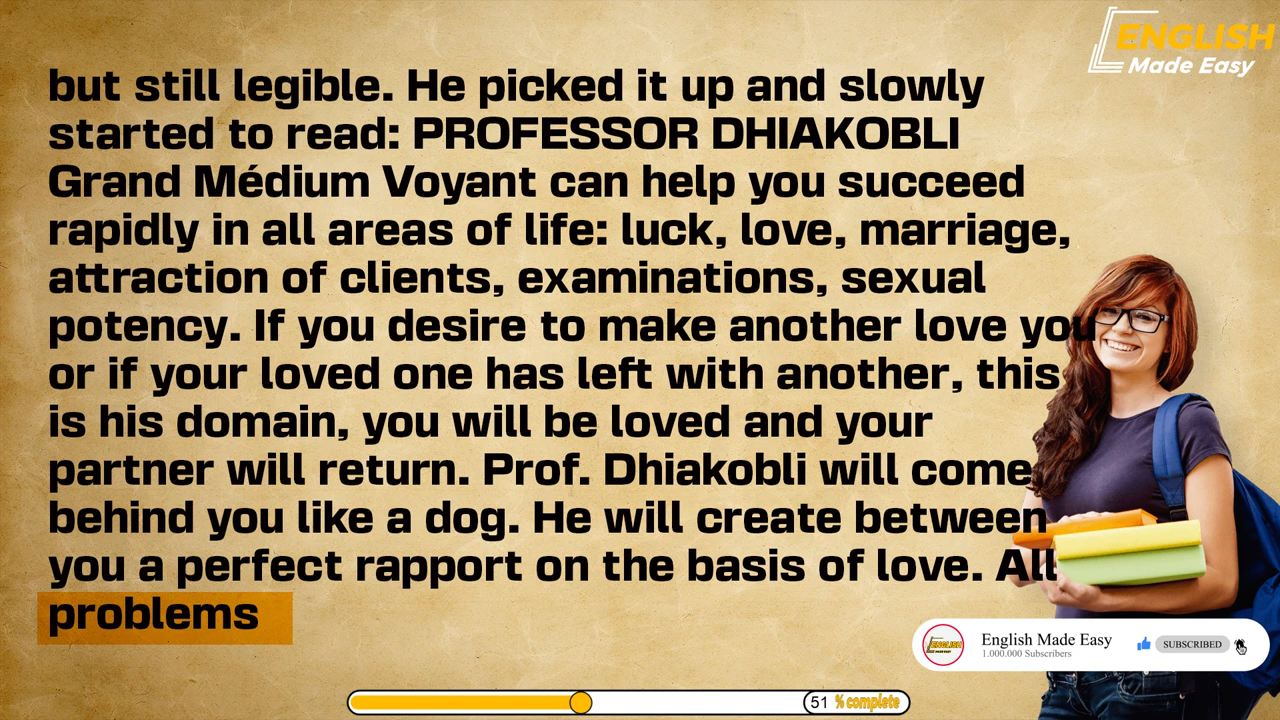 ENGLISH
Made Easy
but still legible. He picked it up and slowly
started to read: PROFESSOR DHIAKOBLI
Grand Médium Voyant can help you succeed
rapidly in all areas of life: luck, love, marriage,
attraction of clients, examinations, sexual
potency. If you desire to make another love you
or if your loved one has left with another, this
is his domain, you will be loved and your
partner will return. Prof. Dhiakobli will come
behind you like a dog. He will create between
you a perfect rapport on the basis of love. All
problems
English Made Easy
1.000.000 Subscribers
SUBSCRIBED
51 % complete